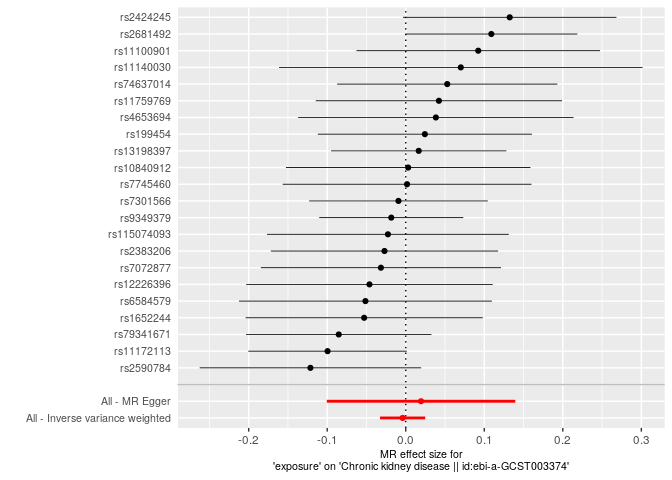 rs2424245
rs2681492
rs11100901
rs11140030
rs74637014
rs11759769
rs4653694
rs199454
rs13198397
rs10840912
rs7745460
rs7301566
rs9349379
rs115074093
rs2383206
rs7072877
rs12226396
rs6584579
rs1652244
rs79341671
rs11172113
rs2590784
All - MR Egger
All - Inverse variance weighted
-0.2 -0.1 0.0 0.1 0.2 0.3
MR effect size for
'exposure' on 'Chronic kidney disease || id:ebi-a-GCST003374'